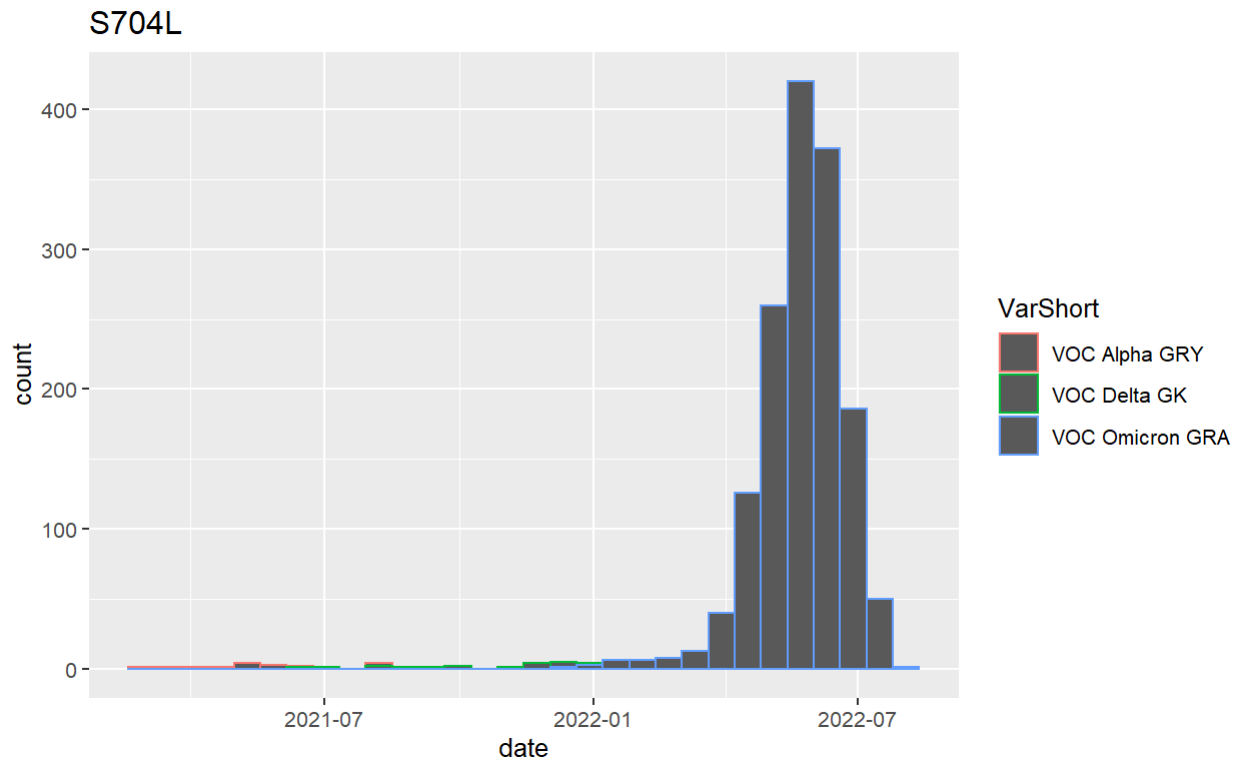 S704L
count
400
300
200
100
0
2021-07
2022-01
2022-07
date
VarShort
VOC Alpha GRY
VOC Delta GK
VOC Omicron GRA